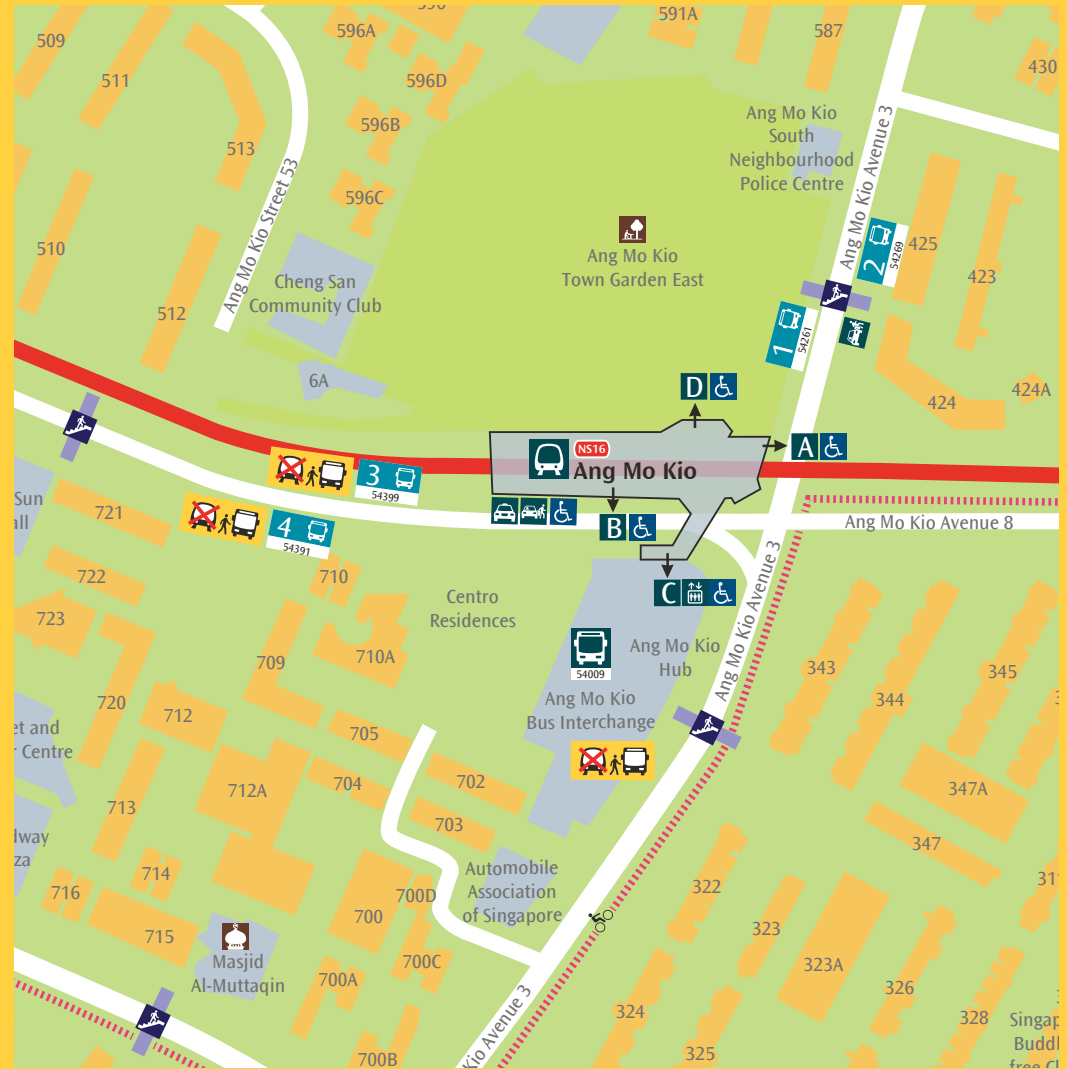 596
591A
596A
509
587
430
511
596D
Ang Mo Kio
South
Neighbourhood
Police Centre
596B
513
Ang Mo Kio Avenue 3
Ang Mo Kio Street 53
596C
510
Ang Mo Kio
Town Garden East
2
54269
425
423
Cheng San
Community Club
512
1
54261
6A
D
424A
424
A
NS16
Ang Mo Kio
3
54399
Sun
all
721
4
54391
B
Ang Mo Kio Avenue 8
722
710
C
Centro
Residences
723
Ang Mo Kio Avenue 3
709
710A
54009
Ang Mo Kio
Hub
343
345
344
720
712
Ang Mo Kio
Bus Interchange
et and
r Centre
705
704
702
712A
347A
713
703
347
dway
za
714
Automobile
Association
of Singapore
716
700D
700
322
31
323
715
Masjid
Al-Muttaqin
700C
700A
323A
326
Kio Avenue 3
324
328
Singap
Buddh
free Cl
325
700B